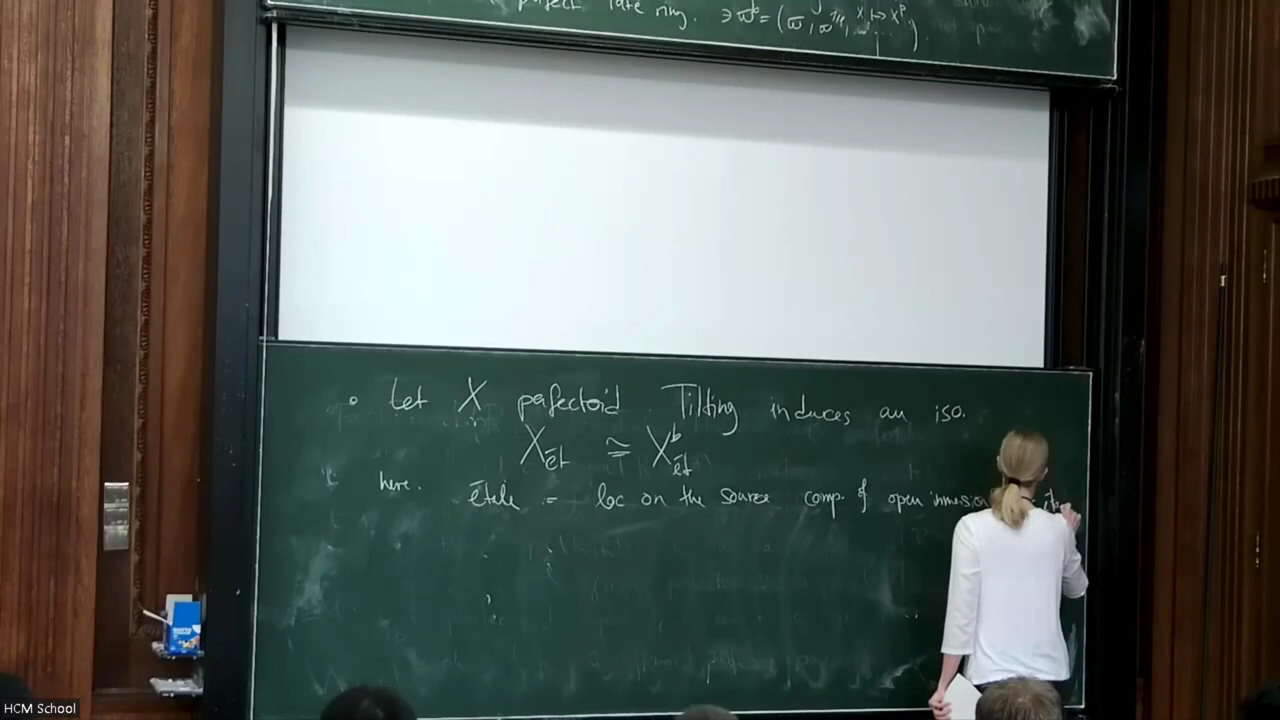 perfect Tate ring. ∋ ϖ♭ = (ϖ, ϖ^{1/p}, ...)
x ↦ x^p
• Let X perfectoid. Tilting induces an iso.
X_ét ≅ X♭_ét
here. étale = loc on the source comp. of open immersion
HCM School